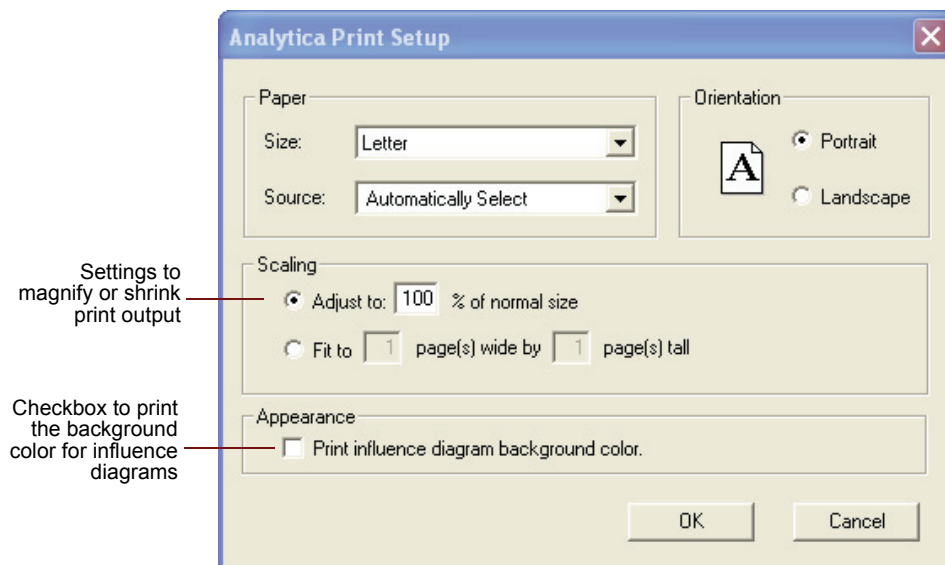 Analytica Print Setup
Paper
Size: Letter
Source: Automatically Select
Orientation
A
Portrait
Landscape
Settings to
magnify or shrink
print output
Scaling
Adjust to: 100 % of normal size
Fit to 1 page(s) wide by 1 page(s) tall
Checkbox to print
the background
color for influence
diagrams
Appearance
Print influence diagram background color.
OK
Cancel